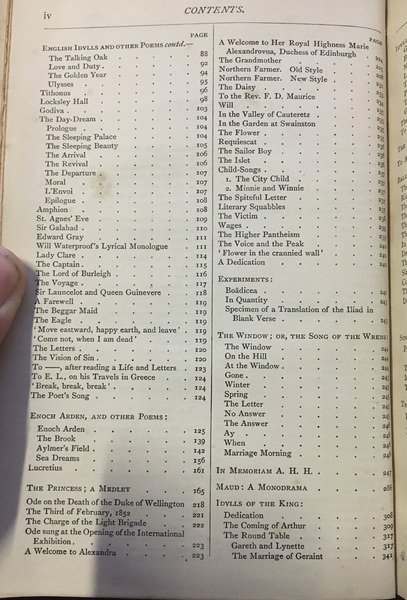 iv
CONTENTS.
PAGE
ENGLISH IDYLLS AND OTHER POEMS contd.—
The Talking Oak 88
Love and Duty 92
The Golden Year 94
Ulysses 95
Tithonus 96
Locksley Hall 98
Godiva 103
The Day-Dream 104
Prologue 104
The Sleeping Palace 104
The Sleeping Beauty 105
The Arrival 106
The Revival 106
The Departure 107
Moral 107
L'Envoi 107
Epilogue 108
Amphion 108
St. Agnes' Eve 109
Sir Galahad 110
Edward Gray 111
Will Waterproof's Lyrical Monologue 111
Lady Clare 114
The Captain 115
The Lord of Burleigh 116
The Voyage 117
Sir Launcelot and Queen Guinevere 118
A Farewell 119
The Beggar Maid 119
The Eagle 119
'Move eastward, happy earth, and leave' 119
'Come not, when I am dead' 119
The Letters 120
The Vision of Sin 120
To ——, after reading a Life and Letters 123
To E. L., on his Travels in Greece 124
'Break, break, break' 124
The Poet's Song 124
ENOCH ARDEN, AND OTHER POEMS:
Enoch Arden 125
The Brook 139
Aylmer's Field 142
Sea Dreams 156
Lucretius 161
THE PRINCESS; A MEDLEY 165
Ode on the Death of the Duke of Wellington 218
The Third of February, 1852 221
The Charge of the Light Brigade 222
Ode sung at the Opening of the International
Exhibition 223
A Welcome to Alexandra 223
PAGE
A Welcome to Her Royal Highness Marie
Alexandrovna, Duchess of Edinburgh
The Grandmother
Northern Farmer. Old Style
Northern Farmer. New Style
The Daisy
To the Rev. F. D. Maurice
Will
In the Valley of Cauteretz
In the Garden at Swainston
The Flower
Requiescat
The Sailor Boy
The Islet
Child-Songs
1. The City Child
2. Minnie and Winnie
The Spiteful Letter
Literary Squabbles
The Victim
Wages
The Higher Pantheism
The Voice and the Peak
'Flower in the crannied wall'
A Dedication
EXPERIMENTS:
Boädicea
In Quantity
Specimen of a Translation of the Iliad in
Blank Verse
THE WINDOW; OR, THE SONG OF THE WRENS:
The Window
On the Hill
At the Window
Gone
Winter
Spring
The Letter
No Answer
The Answer
Ay
When
Marriage Morning
IN MEMORIAM A. H. H. 247
MAUD: A MONODRAMA
IDYLLS OF THE KING:
Dedication 308
The Coming of Arthur 309
The Round Table 317
Gareth and Lynette 317
The Marriage of Geraint 341